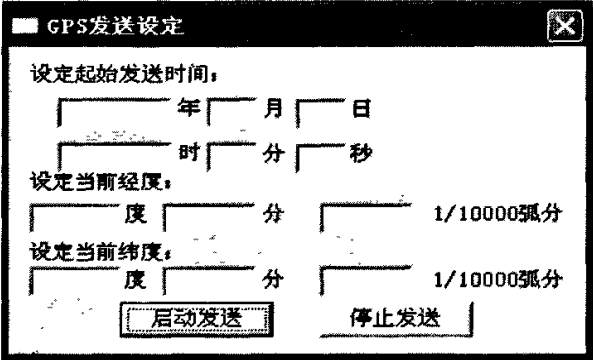 GPS发送设定
设定起始发送时间:
年 月 日
时 分 秒
设定当前经度:
度 分 1/10000弧分
设定当前纬度:
度 分 1/10000弧分
启动发送 停止发送